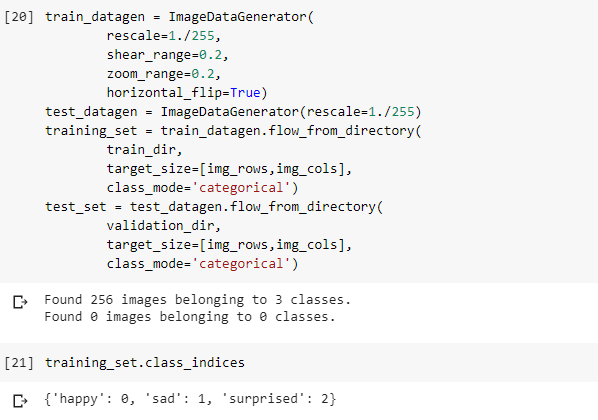 [20] train_datagen = ImageDataGenerator(
rescale=1./255,
shear_range=0.2,
zoom_range=0.2,
horizontal_flip=True)
test_datagen = ImageDataGenerator(rescale=1./255)
training_set = train_datagen.flow_from_directory(
train_dir,
target_size=[img_rows,img_cols],
class_mode='categorical')
test_set = test_datagen.flow_from_directory(
validation_dir,
target_size=[img_rows,img_cols],
class_mode='categorical')
Found 256 images belonging to 3 classes.
Found 0 images belonging to 0 classes.
[21] training_set.class_indices
{'happy': 0, 'sad': 1, 'surprised': 2}